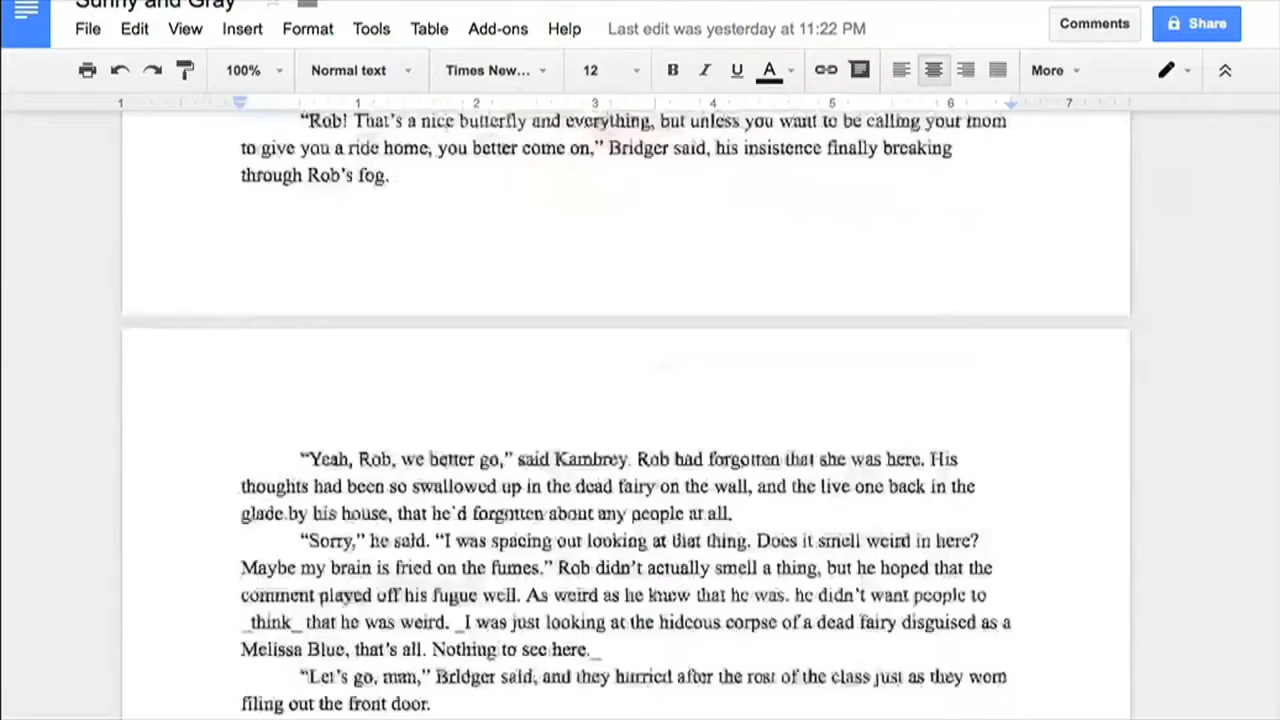 Sunny and Gray
File Edit View Insert Format Tools Table Add-ons Help Last edit was yesterday at 11:22 PM
Comments Share
100% Normal text Times New... 12 B I U A More
1 1 2 3 4 5 6 7
“Rob! That’s a nice butterfly and everything, but unless you want to be calling your mom
to give you a ride home, you better come on,” Bridger said, his insistence finally breaking
through Rob’s fog.
“Yeah, Rob, we better go,” said Kambrey. Rob had forgotten that she was here. His
thoughts had been so swallowed up in the dead fairy on the wall, and the live one back in the
glade by his house, that he’d forgotten about any people at all.
“Sorry,” he said. “I was spacing out looking at that thing. Does it smell weird in here?
Maybe my brain is fried on the fumes.” Rob didn’t actually smell a thing, but he hoped that the
comment played off his fugue well. As weird as he knew that he was, he didn’t want people to
_think_ that he was weird. _I was just looking at the hideous corpse of a dead fairy disguised as a
Melissa Blue, that’s all. Nothing to see here._
“Let’s go, man,” Bridger said, and they hurried after the rest of the class just as they were
filing out the front door.